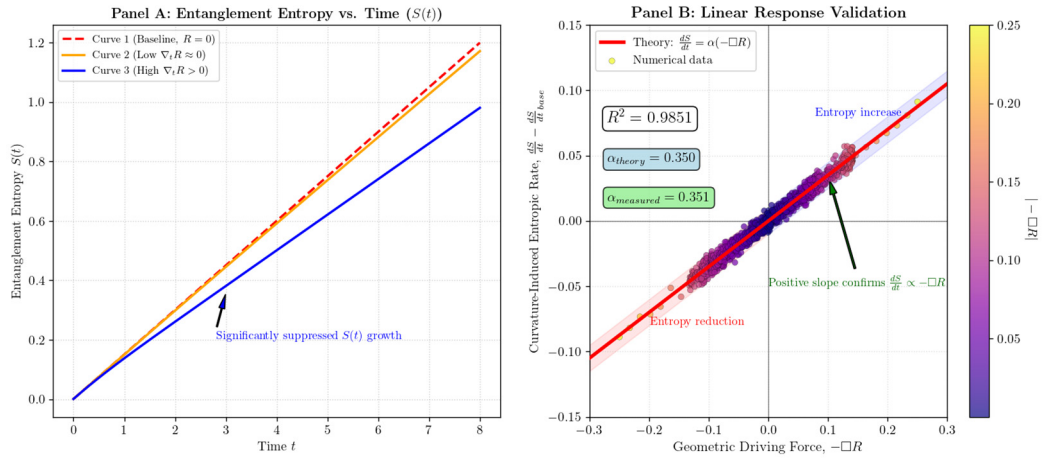 Panel A: Entanglement Entropy vs. Time (S(t))
Curve 1 (Baseline, R = 0)
Curve 2 (Low ∇ₜR ≈ 0)
Curve 3 (High ∇ₜR > 0)
Entanglement Entropy S(t)
1.2
1.0
0.8
0.6
0.4
0.2
0.0
Significantly suppressed S(t) growth
0 1 2 3 4 5 6 7 8
Time t
Panel B: Linear Response Validation
Theory: dS/dt = α(−□R)
Numerical data
R² = 0.9851
α_theory = 0.350
α_measured = 0.351
Entropy increase
Positive slope confirms dS/dt ∝ −□R
Entropy reduction
Curvature-Induced Entropic Rate, dS/dt − dS/dt_base
0.15
0.10
0.05
0.00
−0.05
−0.10
−0.15
−0.3 −0.2 −0.1 0.0 0.1 0.2 0.3
Geometric Driving Force, −□R
0.25
0.20
0.15
0.10
0.05
0.00
|−□R|